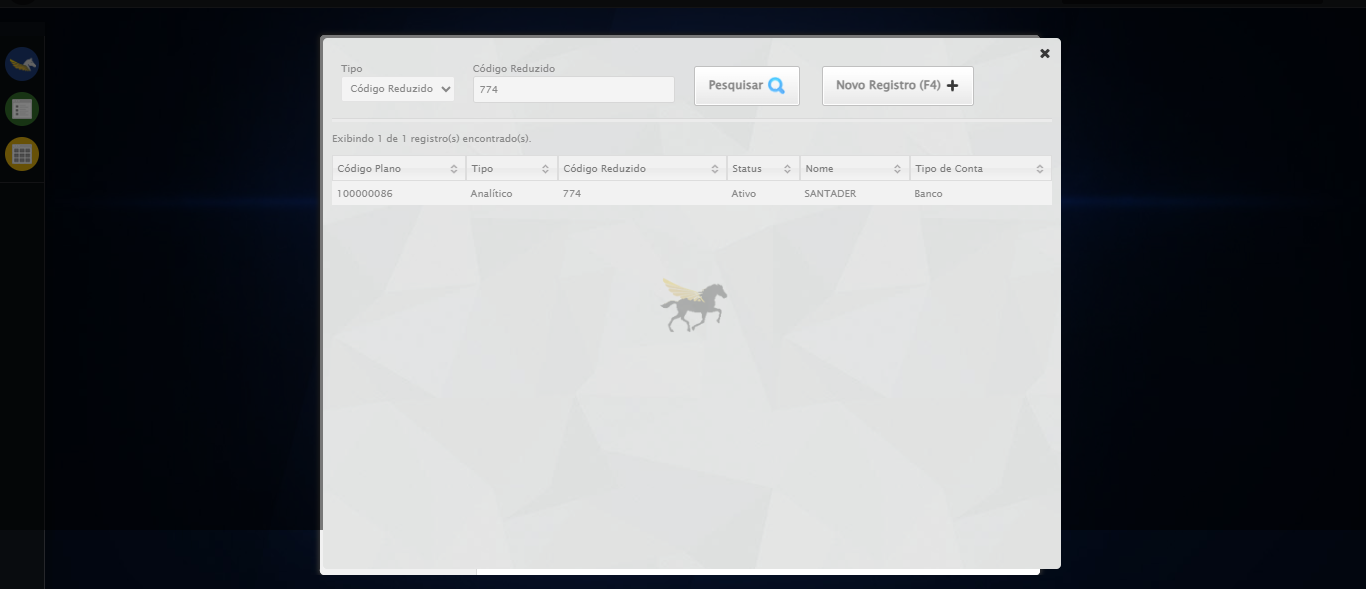 Tipo Código Reduzido
Código Reduzido 774 Pesquisar Novo Registro (F4)
Exibindo 1 de 1 registro(s) encontrado(s).
Código Plano Tipo Código Reduzido Status Nome Tipo de Conta
100000086 Analítico 774 Ativo SANTADER Banco